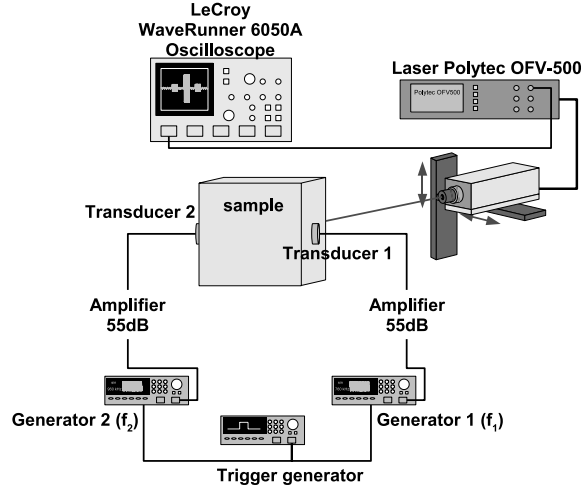 LeCroy
WaveRunner 6050A
Oscilloscope
Laser Polytec OFV-500
Polytec OFV500
sample
Transducer 2
Transducer 1
Amplifier
55dB
Amplifier
55dB
Generator 2 (f2)
Generator 1 (f1)
Trigger generator